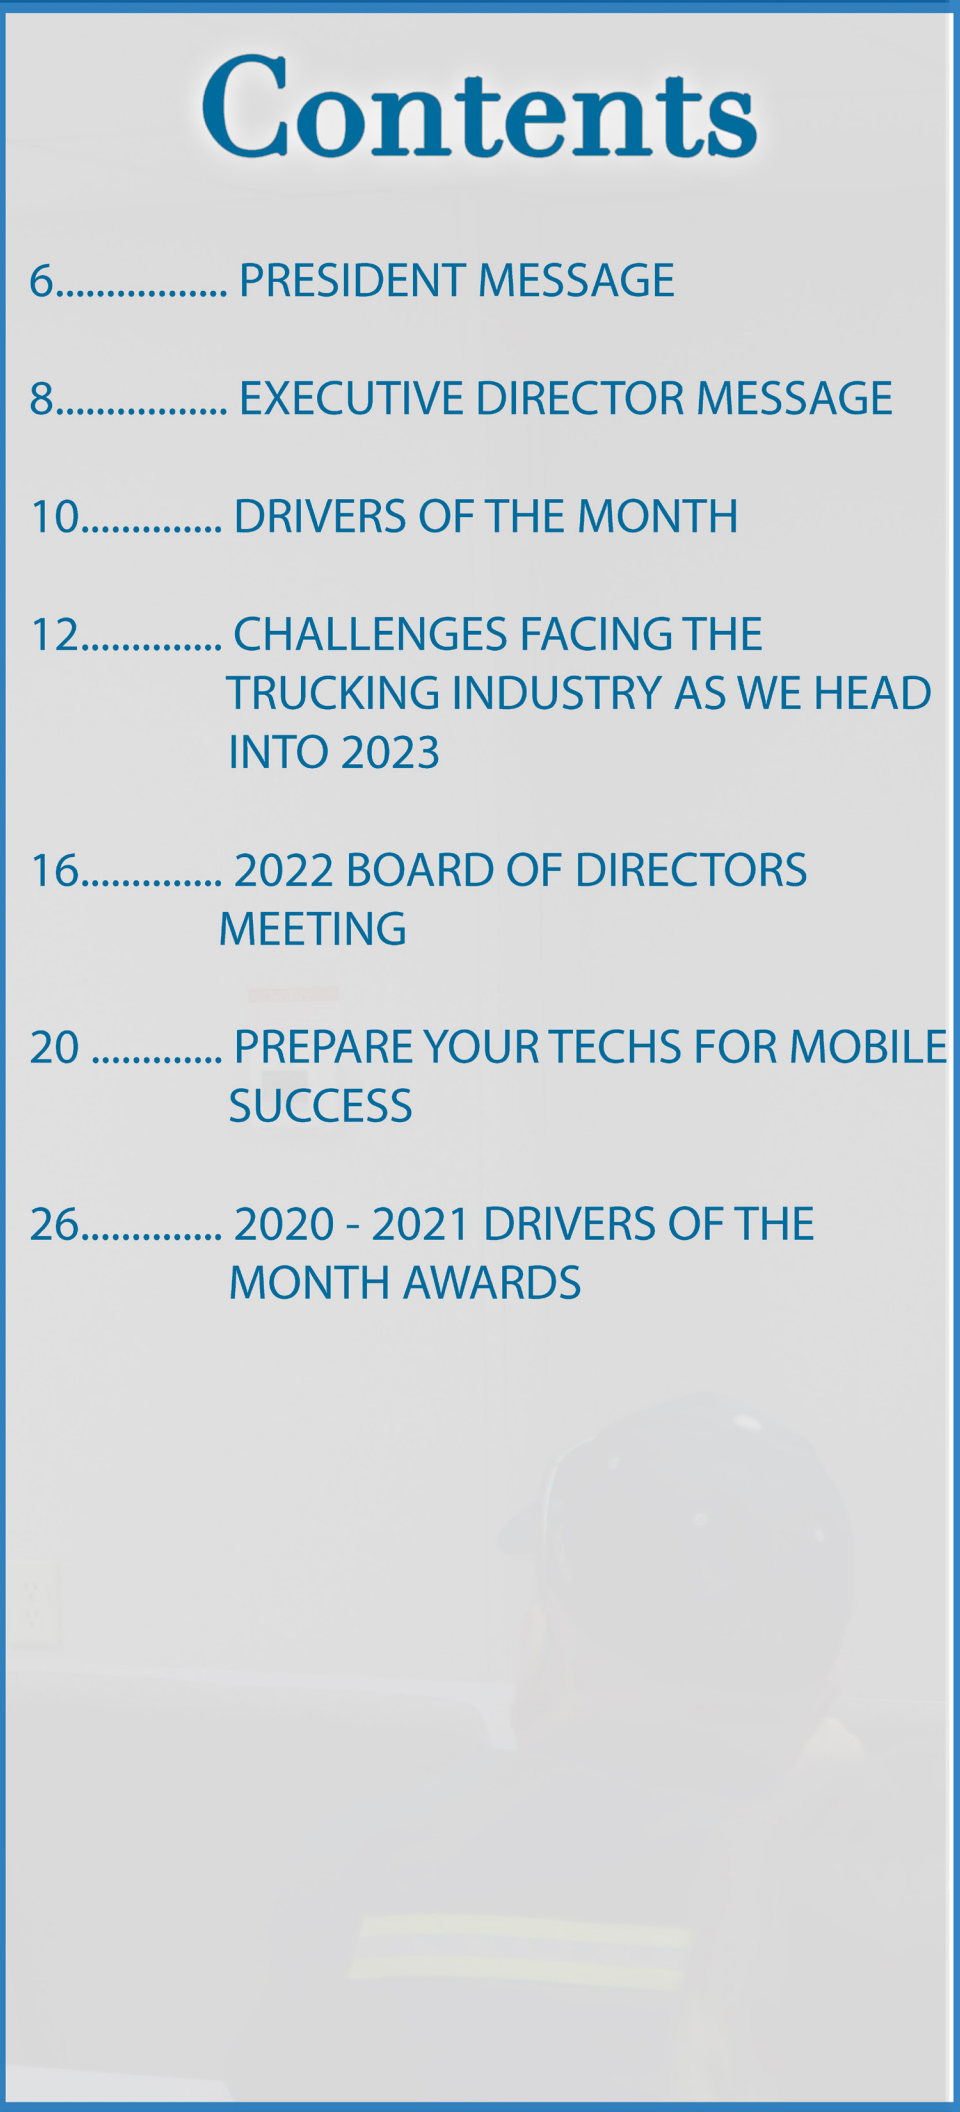 Contents
6................. PRESIDENT MESSAGE
8................. EXECUTIVE DIRECTOR MESSAGE
10.............. DRIVERS OF THE MONTH
12.............. CHALLENGES FACING THE
TRUCKING INDUSTRY AS WE HEAD
INTO 2023
16.............. 2022 BOARD OF DIRECTORS
MEETING
20 ............. PREPARE YOUR TECHS FOR MOBILE
SUCCESS
26.............. 2020 - 2021 DRIVERS OF THE
MONTH AWARDS